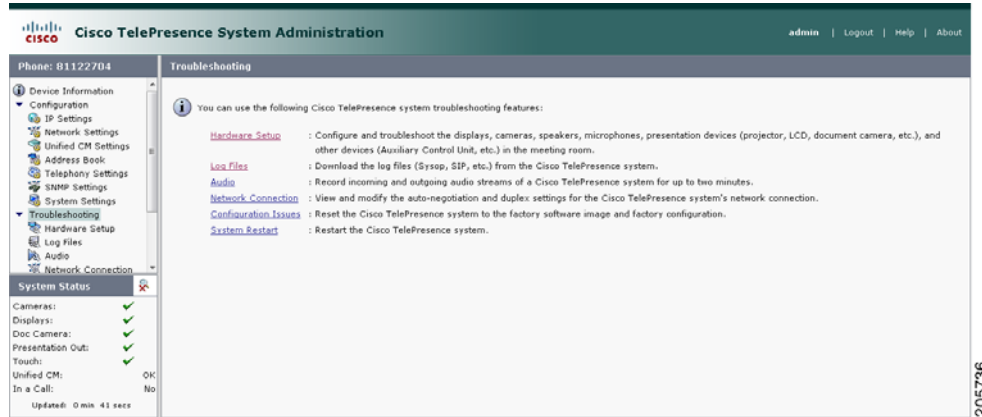 CISCO
Cisco TelePresence System Administration
admin | Logout | Help | About
Phone: 81122704
Troubleshooting
Device Information
Configuration
IP Settings
Network Settings
Unified CM Settings
Address Book
Telephony Settings
SNMP Settings
System Settings
Troubleshooting
Hardware Setup
Log Files
Audio
Network Connection
You can use the following Cisco TelePresence system troubleshooting features:
Hardware Setup : Configure and troubleshoot the displays, cameras, speakers, microphones, presentation devices (projector, LCD, document camera, etc.), and
other devices (Auxiliary Control Unit, etc.) in the meeting room.
Log Files : Download the log files (Sysop, SIP, etc.) from the Cisco TelePresence system.
Audio : Record incoming and outgoing audio streams of a Cisco TelePresence system for up to two minutes.
Network Connection : View and modify the auto-negotiation and duplex settings for the Cisco TelePresence system's network connection.
Configuration Issues : Reset the Cisco TelePresence system to the factory software image and factory configuration.
System Restart : Restart the Cisco TelePresence system.
System Status
Cameras:
Displays:
Doc Camera:
Presentation Out:
Touch:
Unified CM: OK
In a Call: No
Updated: 0 min 41 secs
205736